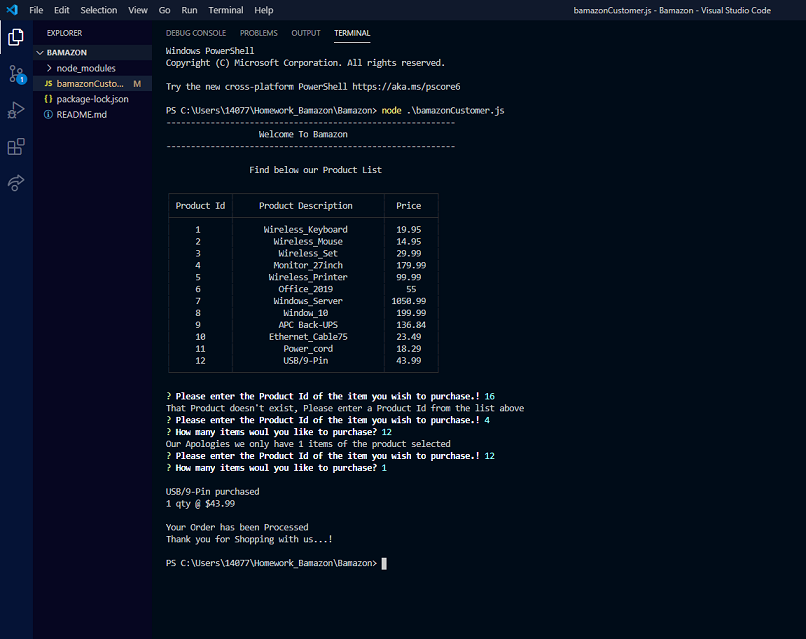 File Edit Selection View Go Run Terminal Help
bamazonCustomer.js - Bamazon - Visual Studio Code
EXPLORER
BAMAZON
node_modules
JS bamazonCusto... M
{} package-lock.json
README.md
1
DEBUG CONSOLE PROBLEMS OUTPUT TERMINAL
Windows PowerShell
Copyright (C) Microsoft Corporation. All rights reserved.
Try the new cross-platform PowerShell https://aka.ms/pscore6
PS C:\Users\14077\Homework_Bamazon\Bamazon> node .\bamazonCustomer.js
---------------------------------------------------------
Welcome To Bamazon
---------------------------------------------------------
Find below our Product List
Product Id Product Description Price
1 Wireless_Keyboard 19.95
2 Wireless_Mouse 14.95
3 Wireless_Set 29.99
4 Monitor_27inch 179.99
5 Wireless_Printer 99.99
6 Office_2019 55
7 Windows_Server 1050.99
8 Window_10 199.99
9 APC Back-UPS 136.84
10 Ethernet_Cable75 23.49
11 Power_cord 18.29
12 USB/9-Pin 43.99
? Please enter the Product Id of the item you wish to purchase.! 16
That Product doesn't exist, Please enter a Product Id from the list above
? Please enter the Product Id of the item you wish to purchase.! 4
? How many items woul you like to purchase? 12
Our Apologies we only have 1 items of the product selected
? Please enter the Product Id of the item you wish to purchase.! 12
? How many items woul you like to purchase? 1
USB/9-Pin purchased
1 qty @ $43.99
Your Order has been Processed
Thank you for Shopping with us...!
PS C:\Users\14077\Homework_Bamazon\Bamazon>